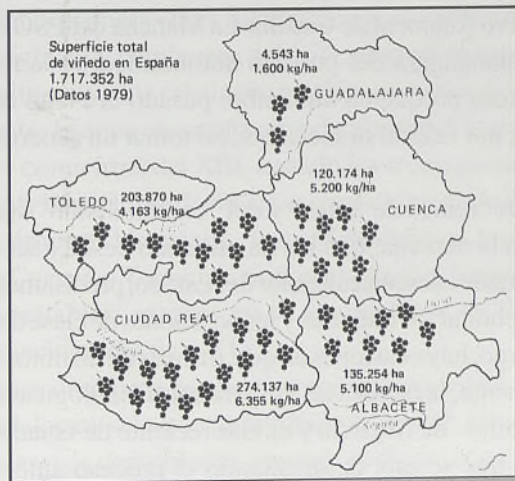 Superficie total
de viñedo en España
1.717.352 ha
(Datos 1979)
4.543 ha
1.600 kg/ha
GUADALAJARA
TOLEDO
203.870 ha
4.163 kg/ha
120.174 ha
5.200 kg/ha
CUENCA
CIUDAD REAL
274.137 ha
6.355 kg/ha
135.254 ha
5.100 kg/ha
ALBACETE
Segura